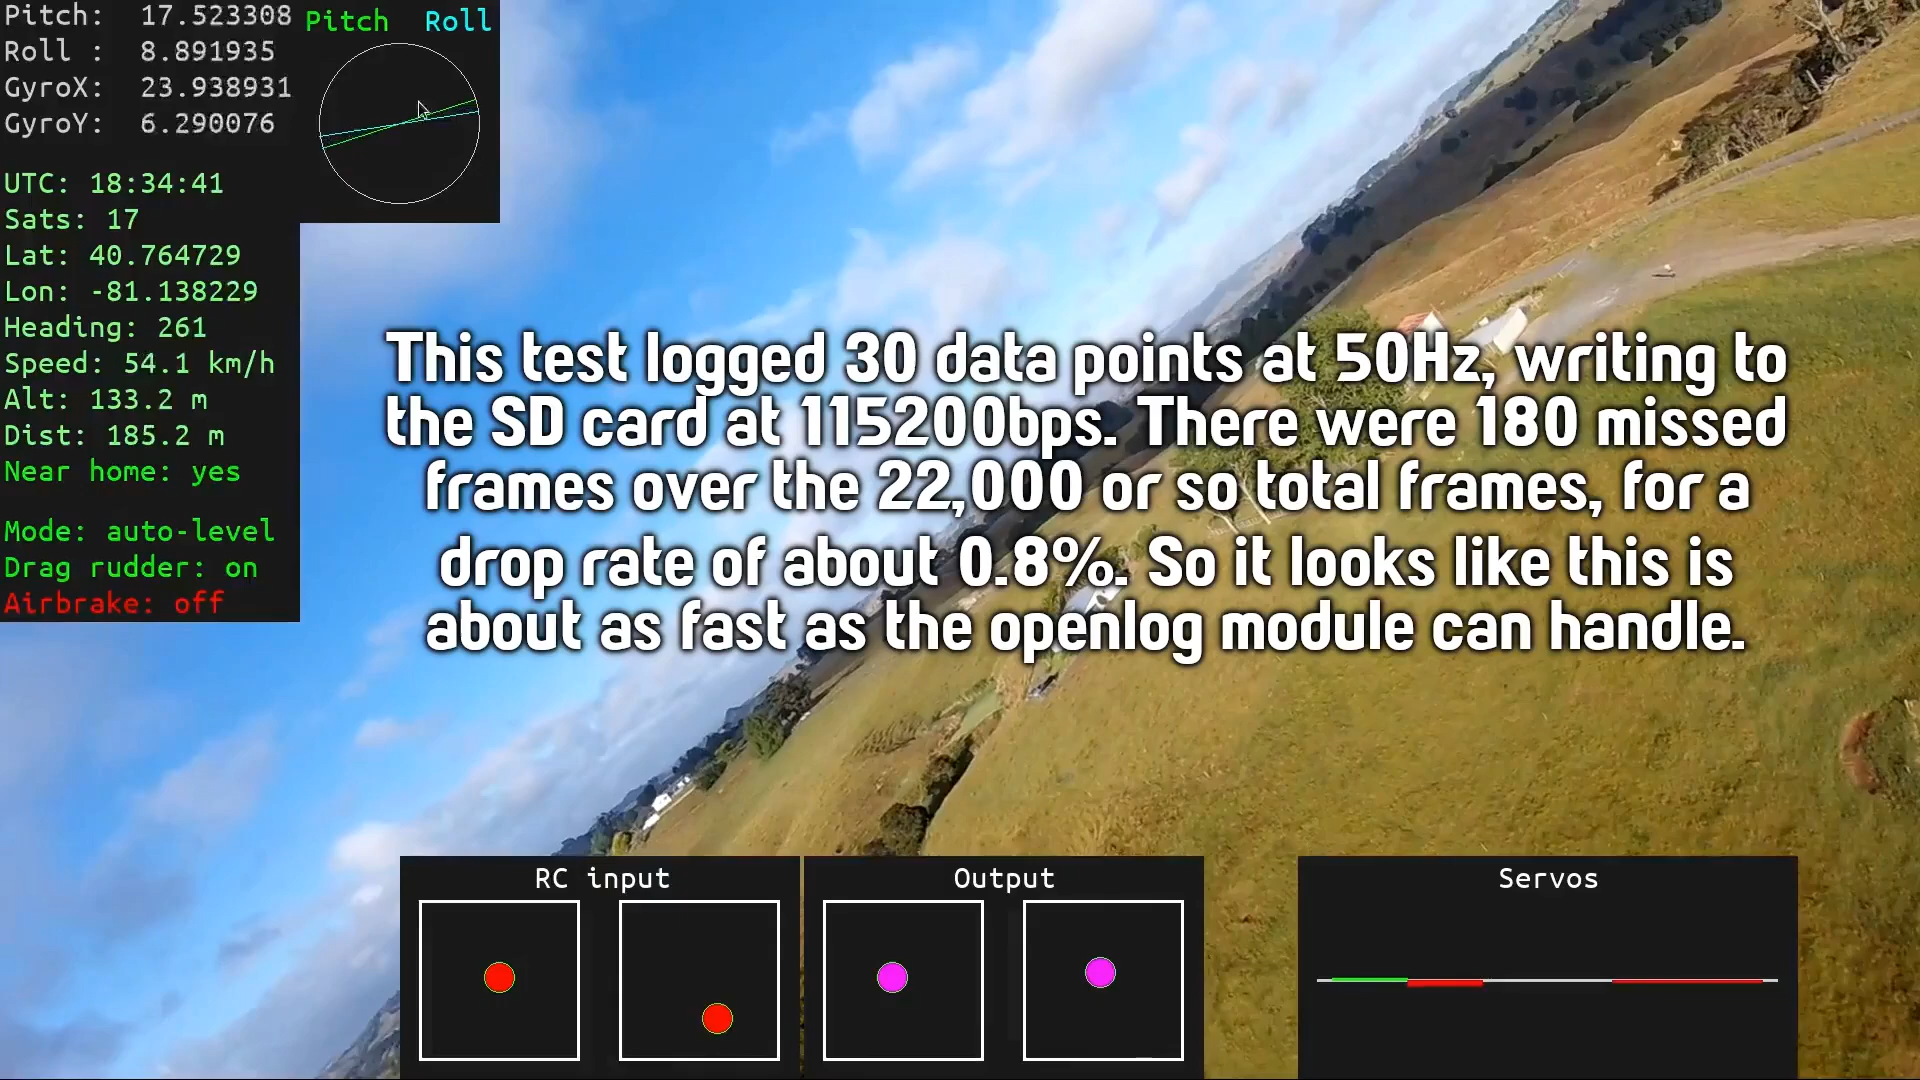 Pitch: 17.523308
Roll : 8.891935
GyroX: 23.938931
GyroY: 6.290076
Pitch Roll
UTC: 18:34:41
Sats: 17
Lat: 40.764729
Lon: -81.138229
Heading: 261
Speed: 54.1 km/h
Alt: 133.2 m
Dist: 185.2 m
Near home: yes
Mode: auto-level
Drag rudder: on
Airbrake: off
This test logged 30 data points at 50Hz, writing to
the SD card at 115200bps. There were 180 missed
frames over the 22,000 or so total frames, for a
drop rate of about 0.8%. So it looks like this is
about as fast as the openlog module can handle.
RC input
Output
Servos